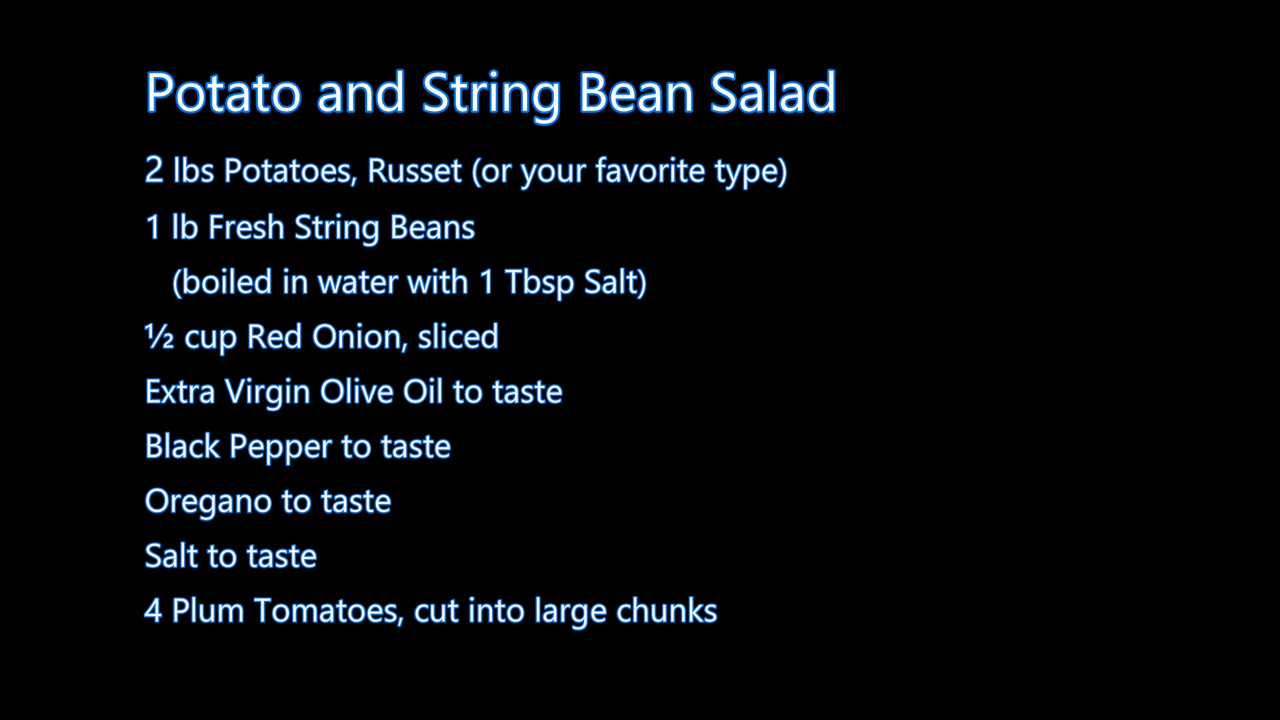 Potato and String Bean Salad
2 lbs Potatoes, Russet (or your favorite type)
1 lb Fresh String Beans
(boiled in water with 1 Tbsp Salt)
½ cup Red Onion, sliced
Extra Virgin Olive Oil to taste
Black Pepper to taste
Oregano to taste
Salt to taste
4 Plum Tomatoes, cut into large chunks